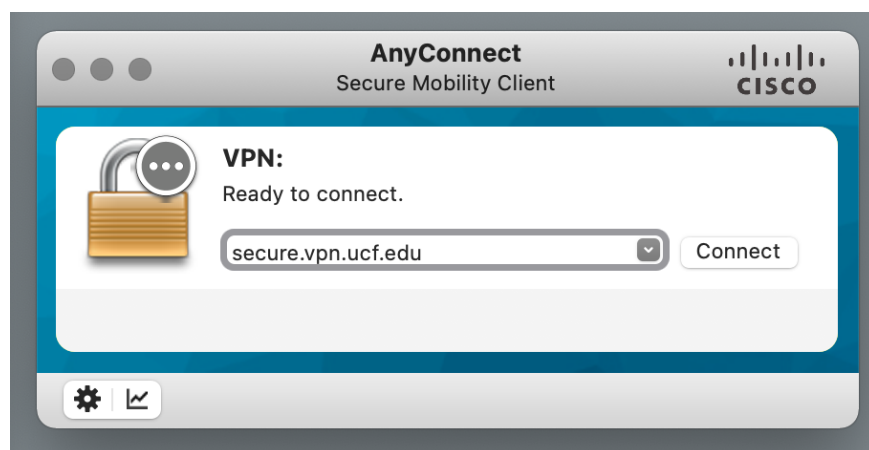 AnyConnect
Secure Mobility Client
CISCO
VPN:
Ready to connect.
secure.vpn.ucf.edu
Connect